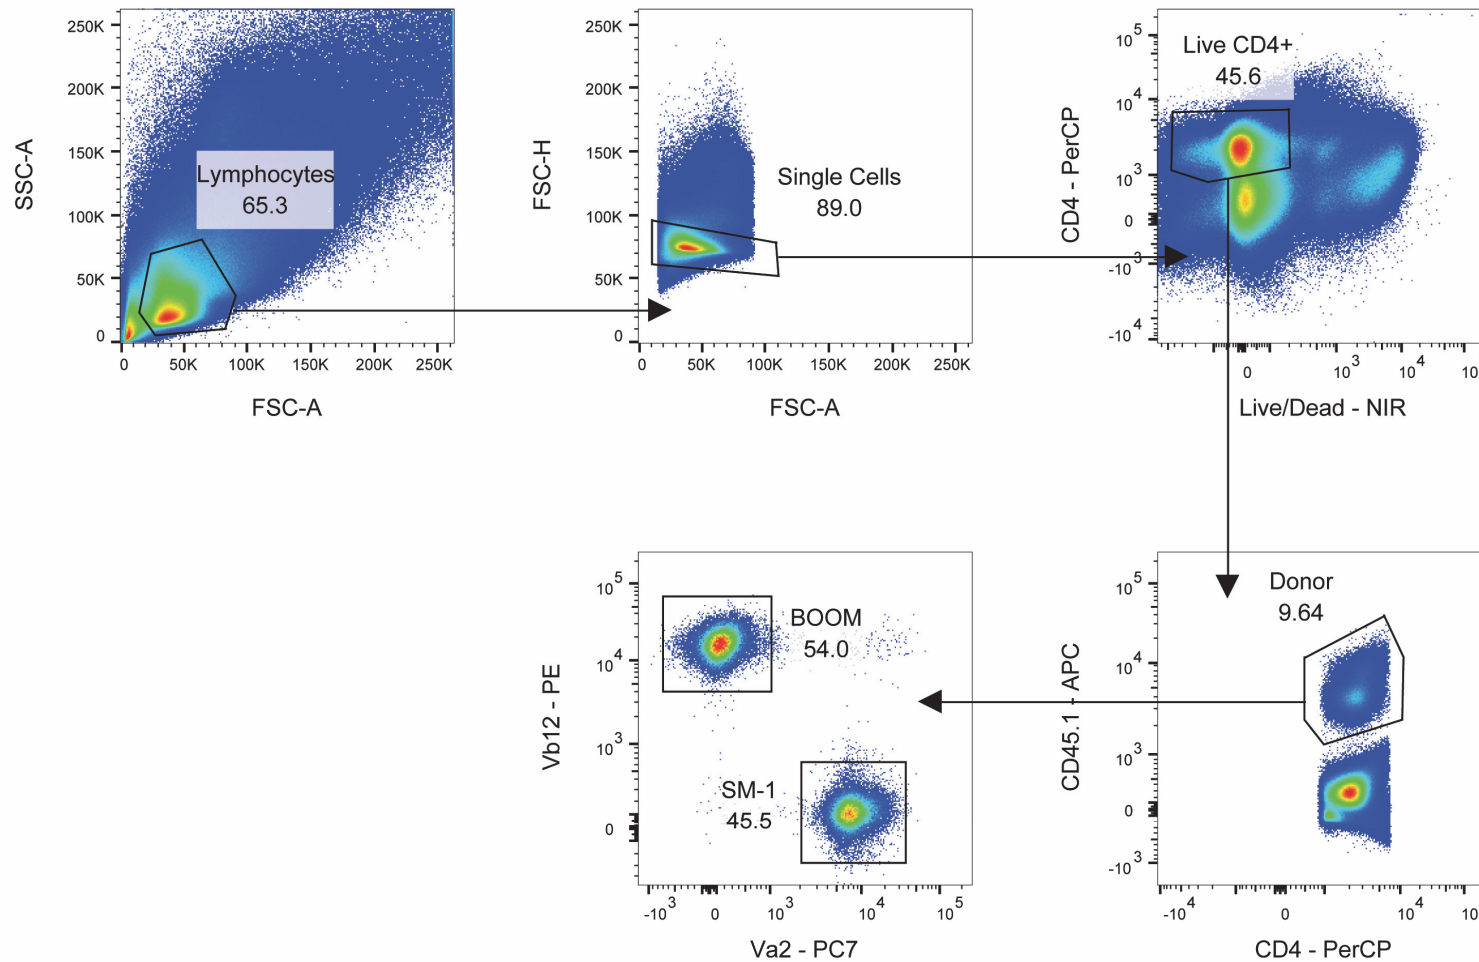 250K
200K
150K
100K
50K
0
SSC-A
Lymphocytes
65.3
0
50K
100K
150K
200K
250K
FSC-A
250K
200K
150K
100K
50K
0
FSC-H
Single Cells
89.0
0
50K
100K
150K
200K
250K
FSC-A
10^5
10^4
10^3
0
-10^3
-10^4
CD4 - PerCP
Live CD4+
45.6
0
10^3
10^4
10
Live/Dead - NIR
10^5
10^4
10^3
0
Vb12 - PE
BOOM
54.0
SM-1
45.5
-10^3
0
10^3
10^4
10^5
Va2 - PC7
10^5
10^4
10^3
0
-10^3
CD45.1 - APC
Donor
9.64
-10^4
0
10^4
10
CD4 - PerCP